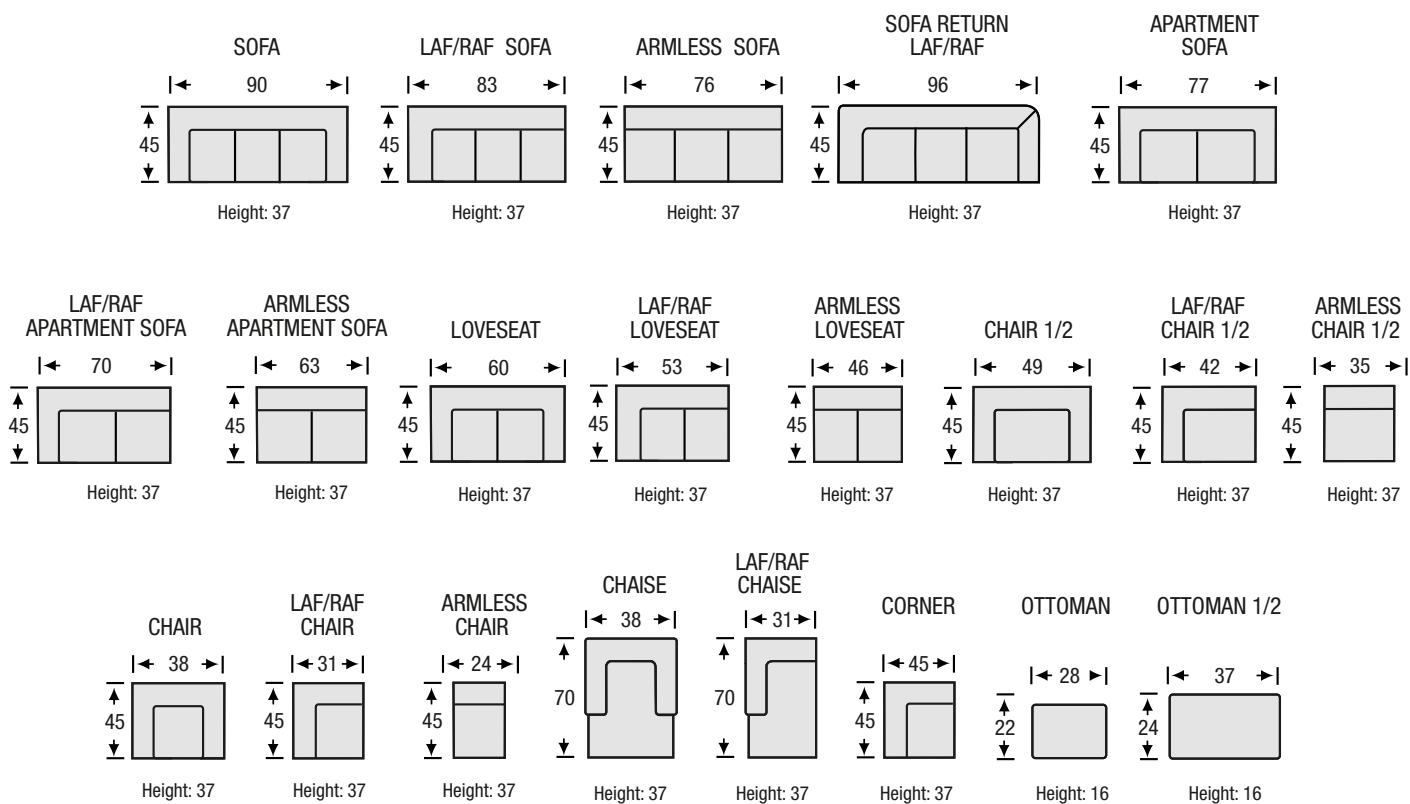 SOFA
90
45
Height: 37
LAF/RAF SOFA
83
45
Height: 37
ARMLESS SOFA
76
45
Height: 37
SOFA RETURN
LAF/RAF
96
45
Height: 37
APARTMENT
SOFA
77
45
Height: 37
LAF/RAF
APARTMENT SOFA
70
45
Height: 37
ARMLESS
APARTMENT SOFA
63
45
Height: 37
LOVESEAT
60
45
Height: 37
LAF/RAF
LOVESEAT
53
45
Height: 37
ARMLESS
LOVESEAT
46
45
Height: 37
CHAIR 1/2
49
45
Height: 37
LAF/RAF
CHAIR 1/2
42
45
Height: 37
ARMLESS
CHAIR 1/2
35
45
Height: 37
CHAIR
38
45
Height: 37
LAF/RAF
CHAIR
31
45
Height: 37
ARMLESS
CHAIR
24
45
Height: 37
CHAISE
38
70
Height: 37
LAF/RAF
CHAISE
31
70
Height: 37
CORNER
45
45
Height: 37
OTTOMAN
28
22
Height: 16
OTTOMAN 1/2
37
24
Height: 16